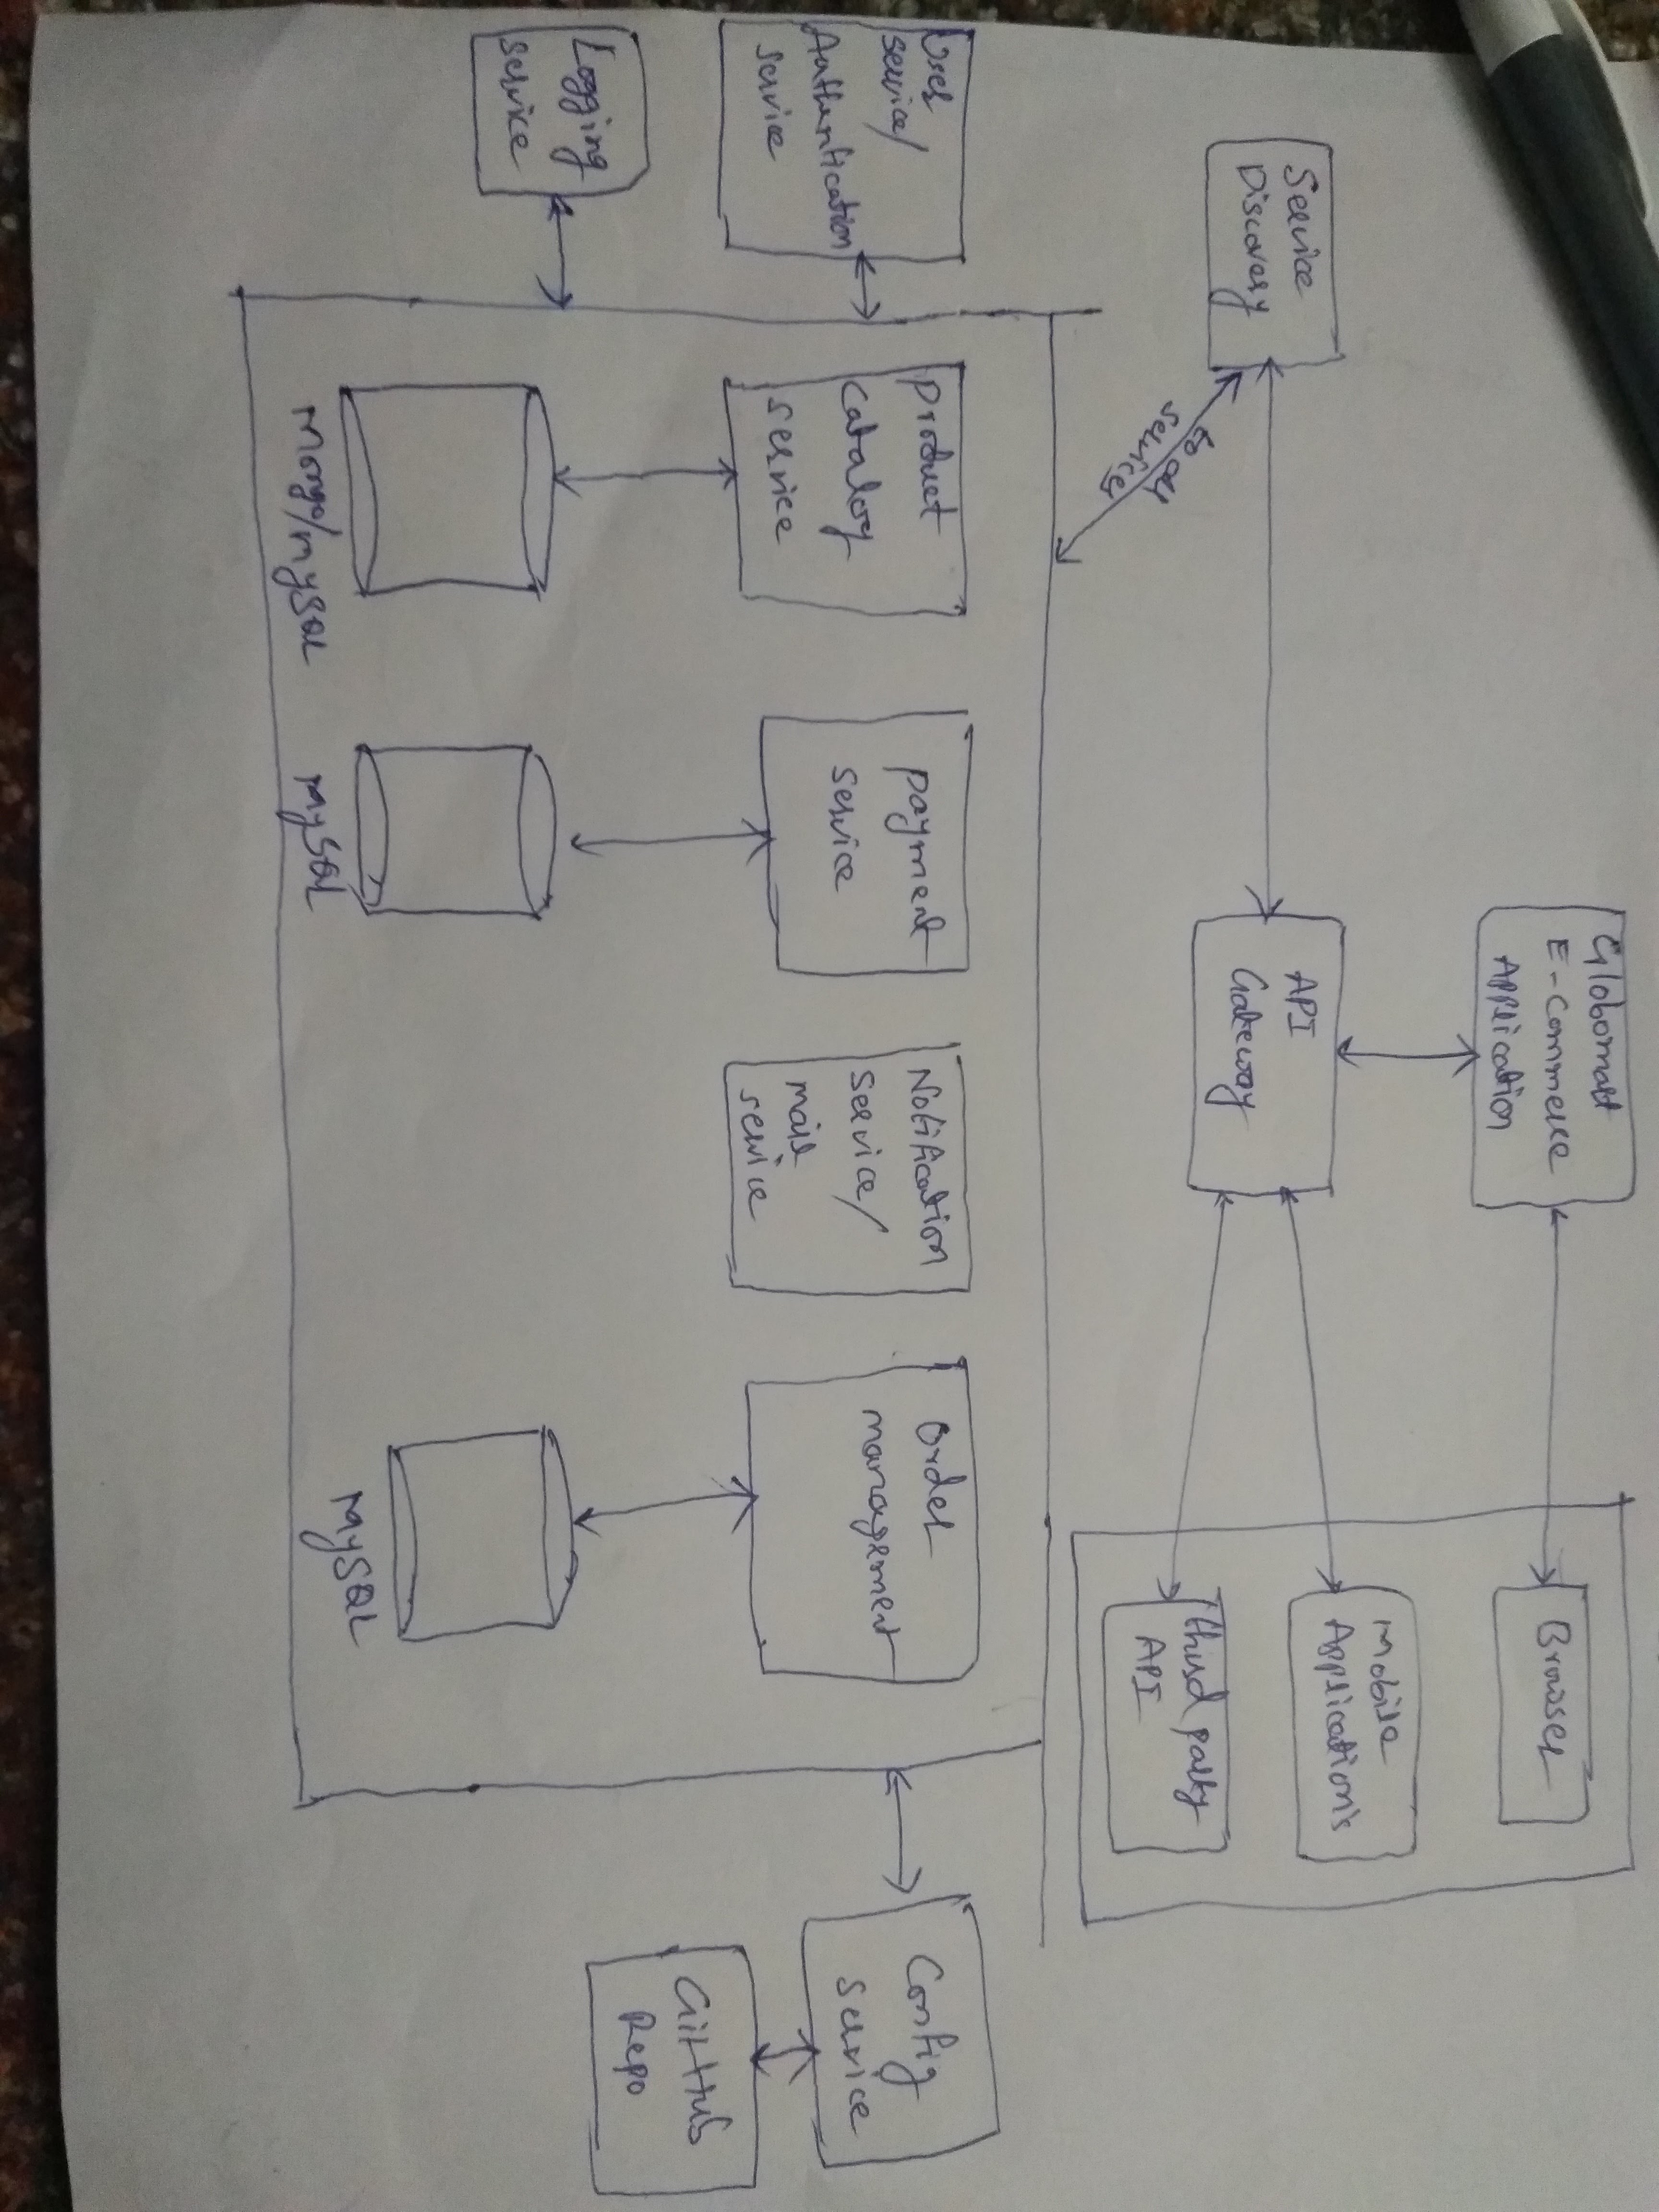 Globomart
E-Commerce
Application
Browser
Service
Discovery
API
Gateway
Mobile
Application's
Third party
API
to any
service
User
service/
Authentification
service
Product
Catalog
service
payment
service
Notification
Service/
mail
service
Order
management
Config
service
Logging
service
GitHub
Repo
Mongo/mySQL
mySQL
MySQL